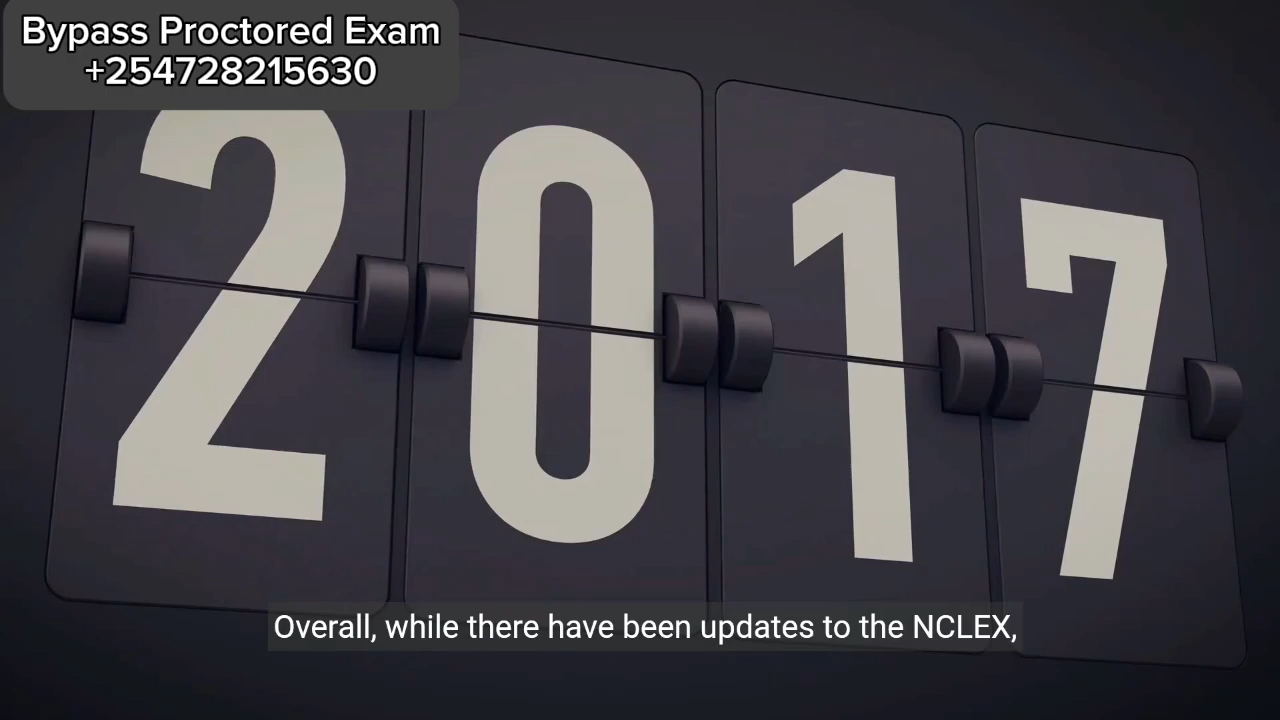 Bypass Proctored Exam
+254728215630
2017
Overall, while there have been updates to the NCLEX,